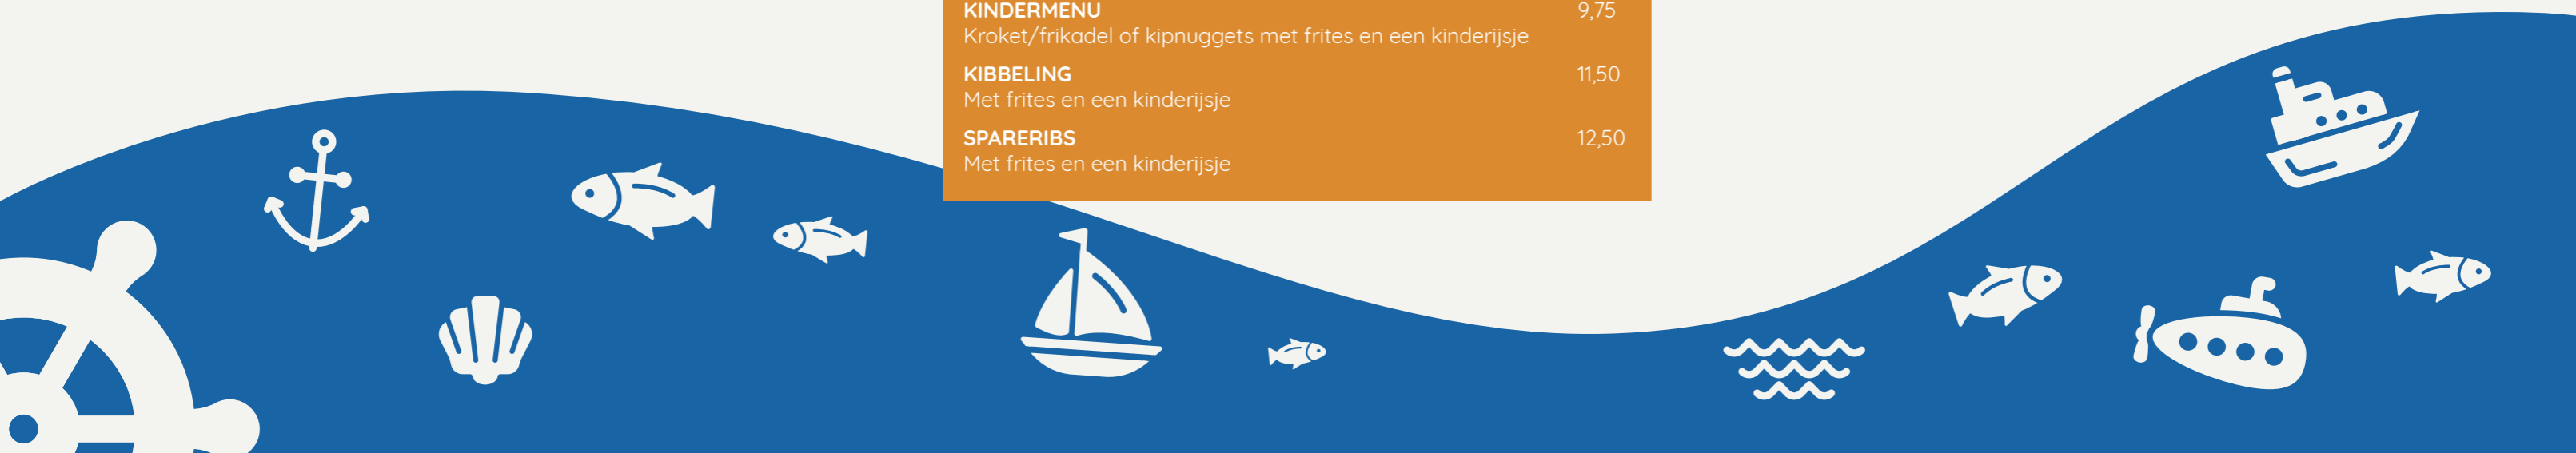 KINDERMENU 9,75
Kroket/frikadel of kipnuggets met frites en een kinderijsje
KIBBELING 11,50
Met frites en een kinderijsje
SPARERIBS 12,50
Met frites en een kinderijsje